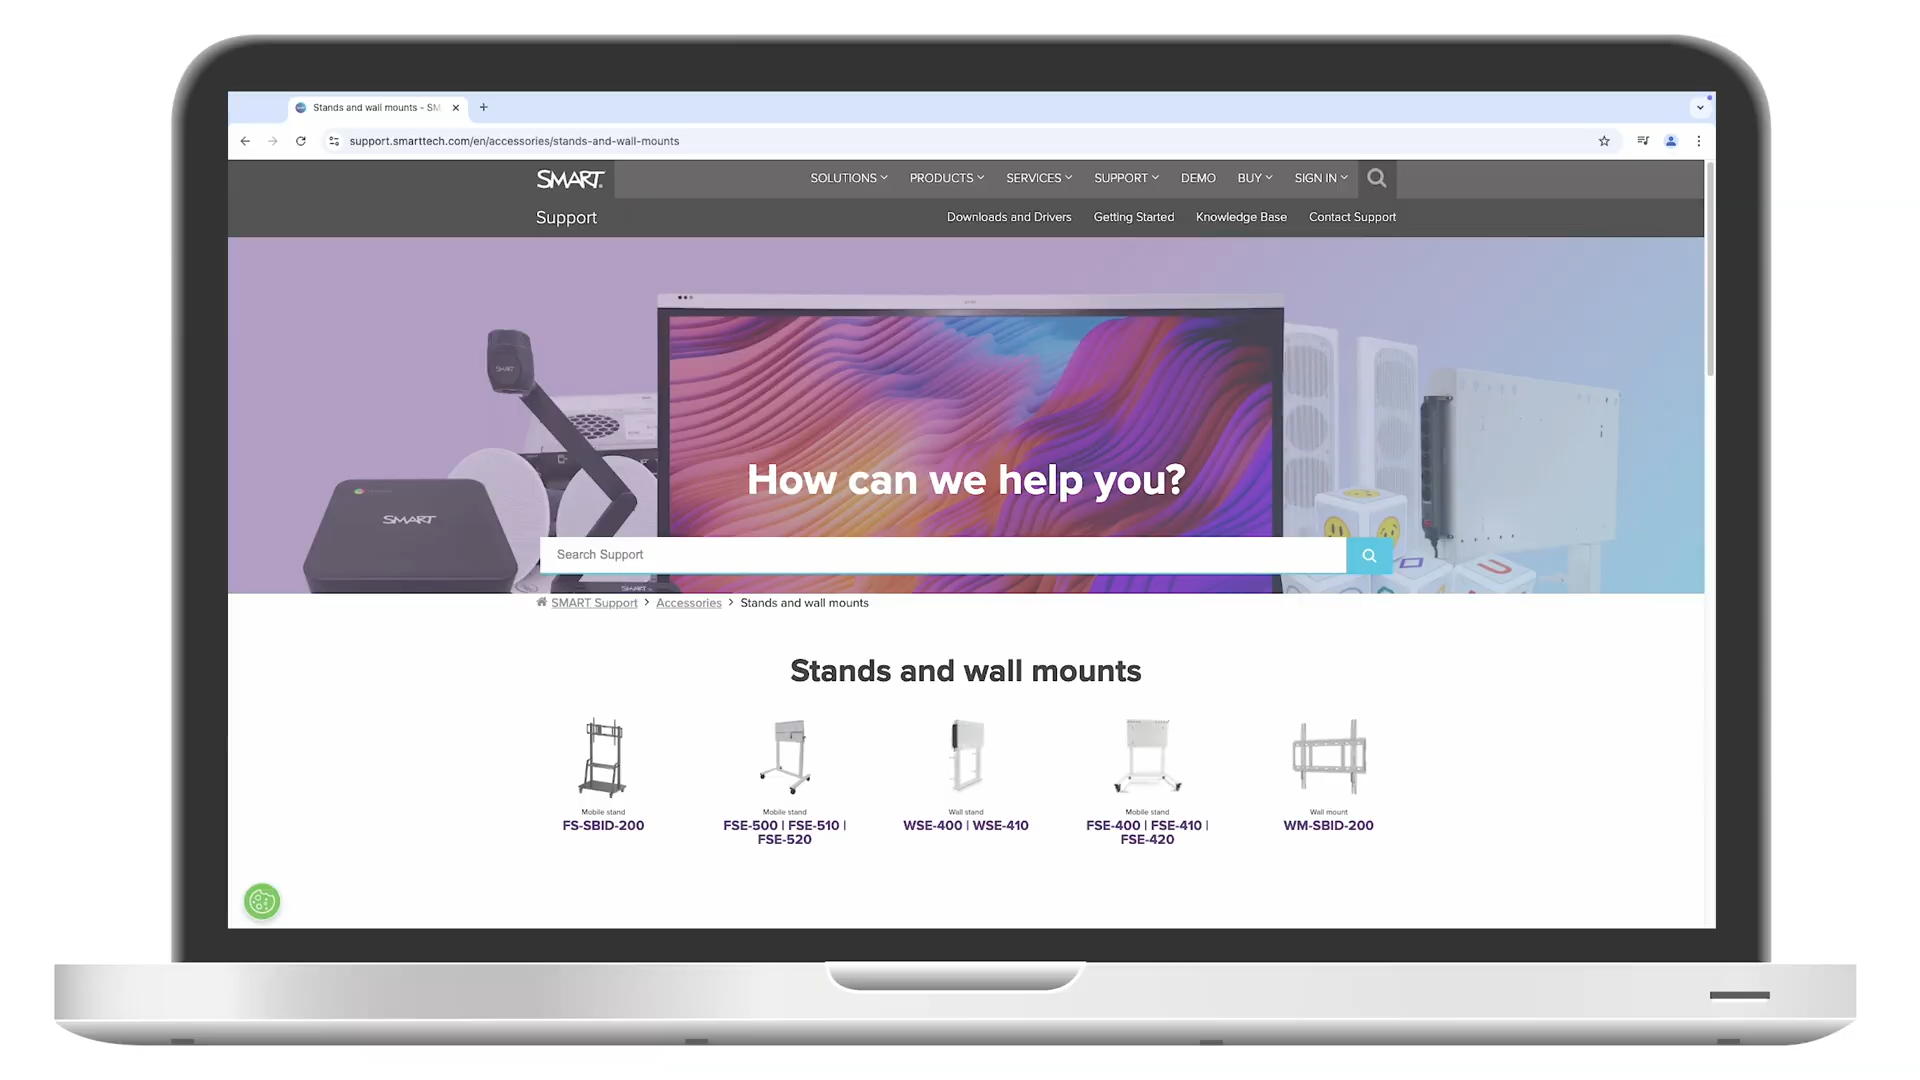 Stands and wall mounts - SM
support.smarttech.com/en/accessories/stands-and-wall-mounts
SMART
SOLUTIONS PRODUCTS SERVICES SUPPORT DEMO BUY SIGN IN
Support
Downloads and Drivers Getting Started Knowledge Base Contact Support
SMART
SMART
How can we help you?
Search Support
SMART
SMART Support > Accessories > Stands and wall mounts
Stands and wall mounts
Mobile stand
FS-SBID-200
Mobile stand
FSE-500 | FSE-510 |
FSE-520
Wall stand
WSE-400 | WSE-410
Mobile stand
FSE-400 | FSE-410 |
FSE-420
Wall mount
WM-SBID-200